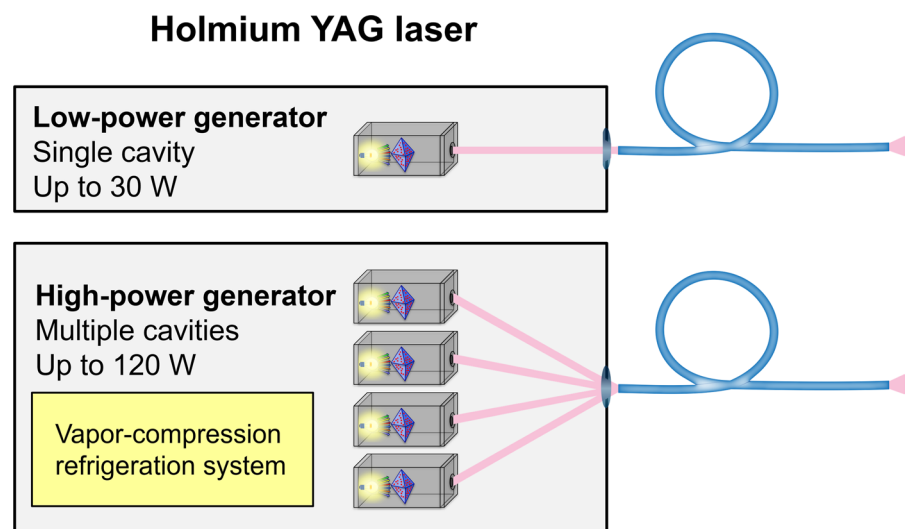 Holmium YAG laser
Low-power generator
Single cavity
Up to 30 W
High-power generator
Multiple cavities
Up to 120 W
Vapor-compression
refrigeration system